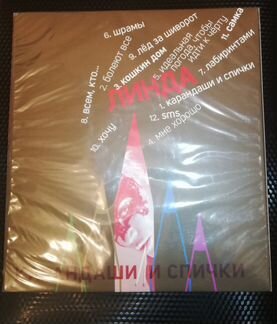 6. шрамы
9. лёд за шиворот
2. болеют все
3. кошкин дом
5. идеальная
погода, чтобы
идти к чёрту
11. самка
8. всем, кто...
ЛИНДА
7. лабиринтами
1. карандаши и спички
12. sms
10. хочу
4. мне хорошо
КАРАНДАШИ И СПИЧКИ